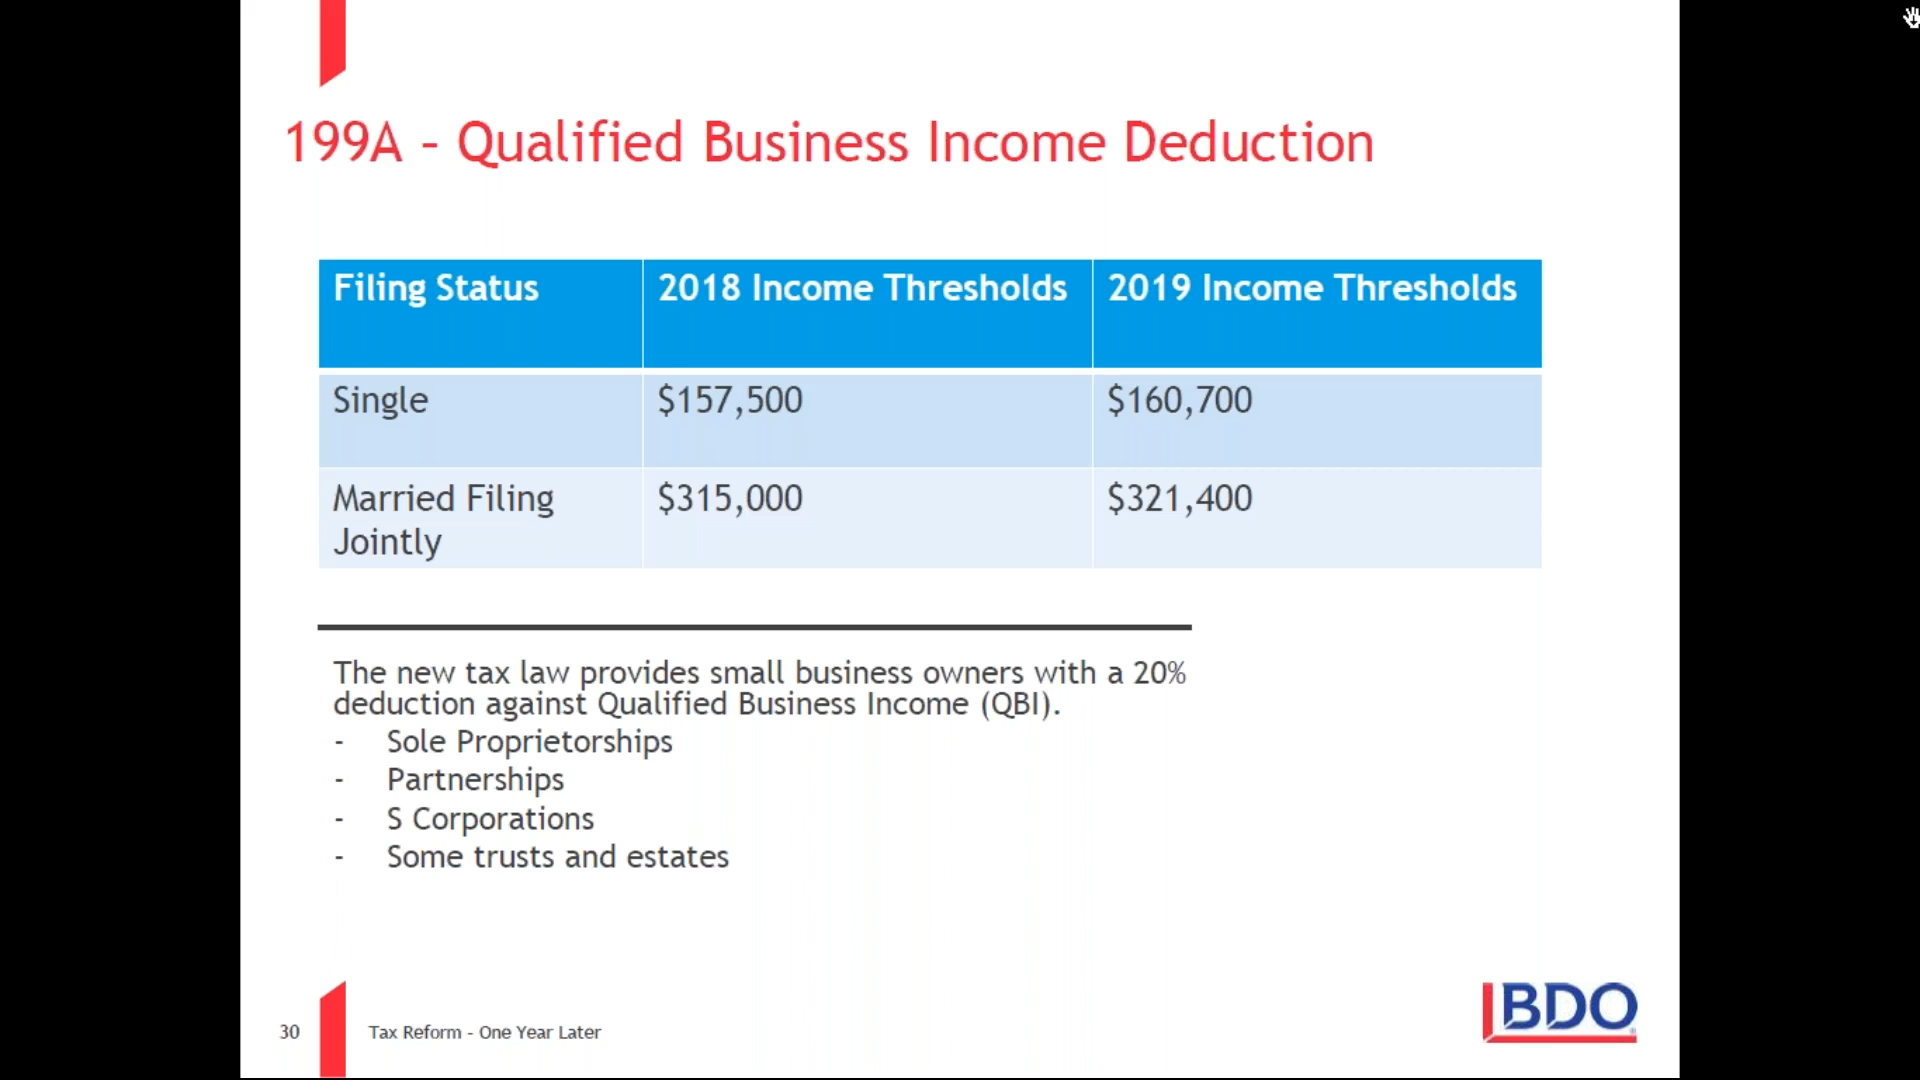 199A – Qualified Business Income Deduction
Filing Status 2018 Income Thresholds 2019 Income Thresholds
Single $157,500 $160,700
Married Filing Jointly $315,000 $321,400
The new tax law provides small business owners with a 20%
deduction against Qualified Business Income (QBI).
- Sole Proprietorships
- Partnerships
- S Corporations
- Some trusts and estates
30 Tax Reform - One Year Later
BDO